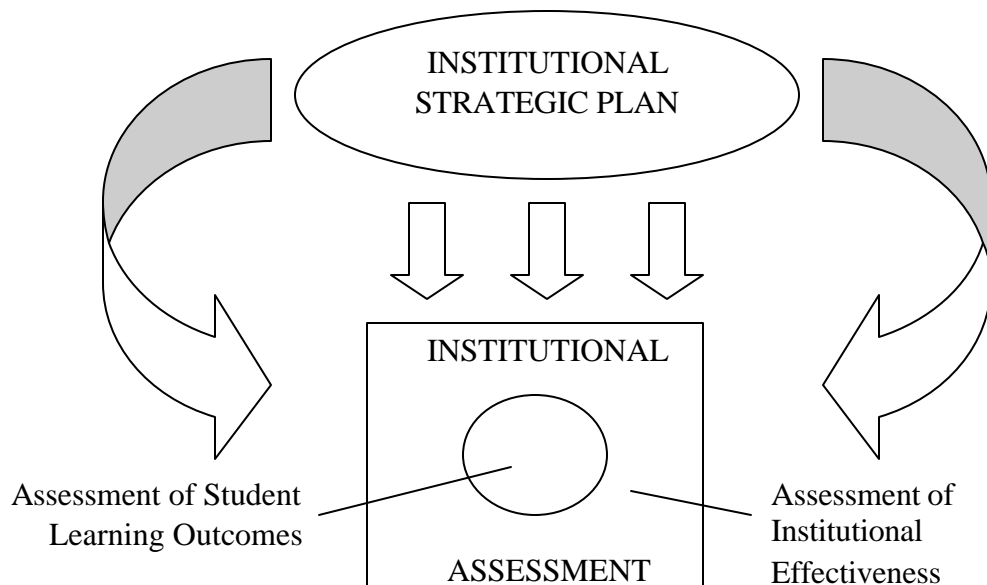 INSTITUTIONAL
STRATEGIC PLAN
INSTITUTIONAL
Assessment of Student
Learning Outcomes
Assessment of
Institutional
Effectiveness
ASSESSMENT